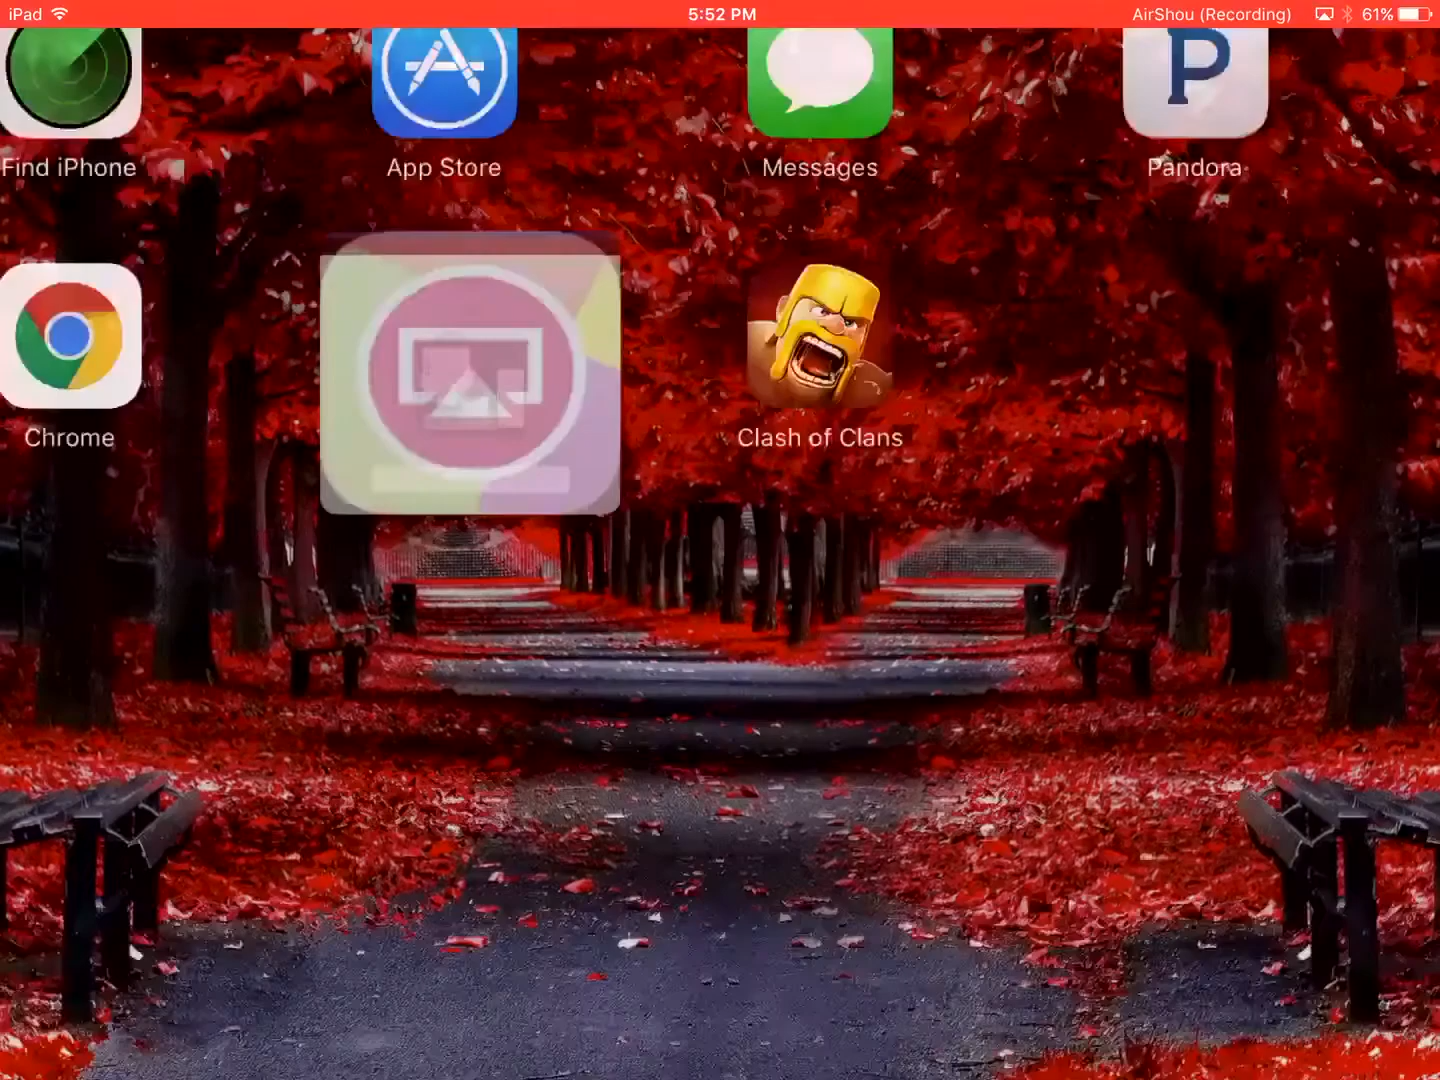 iPad 5:52 PM AirShou (Recording) 61%
Find iPhone App Store Messages Pandora
Chrome Clash of Clans